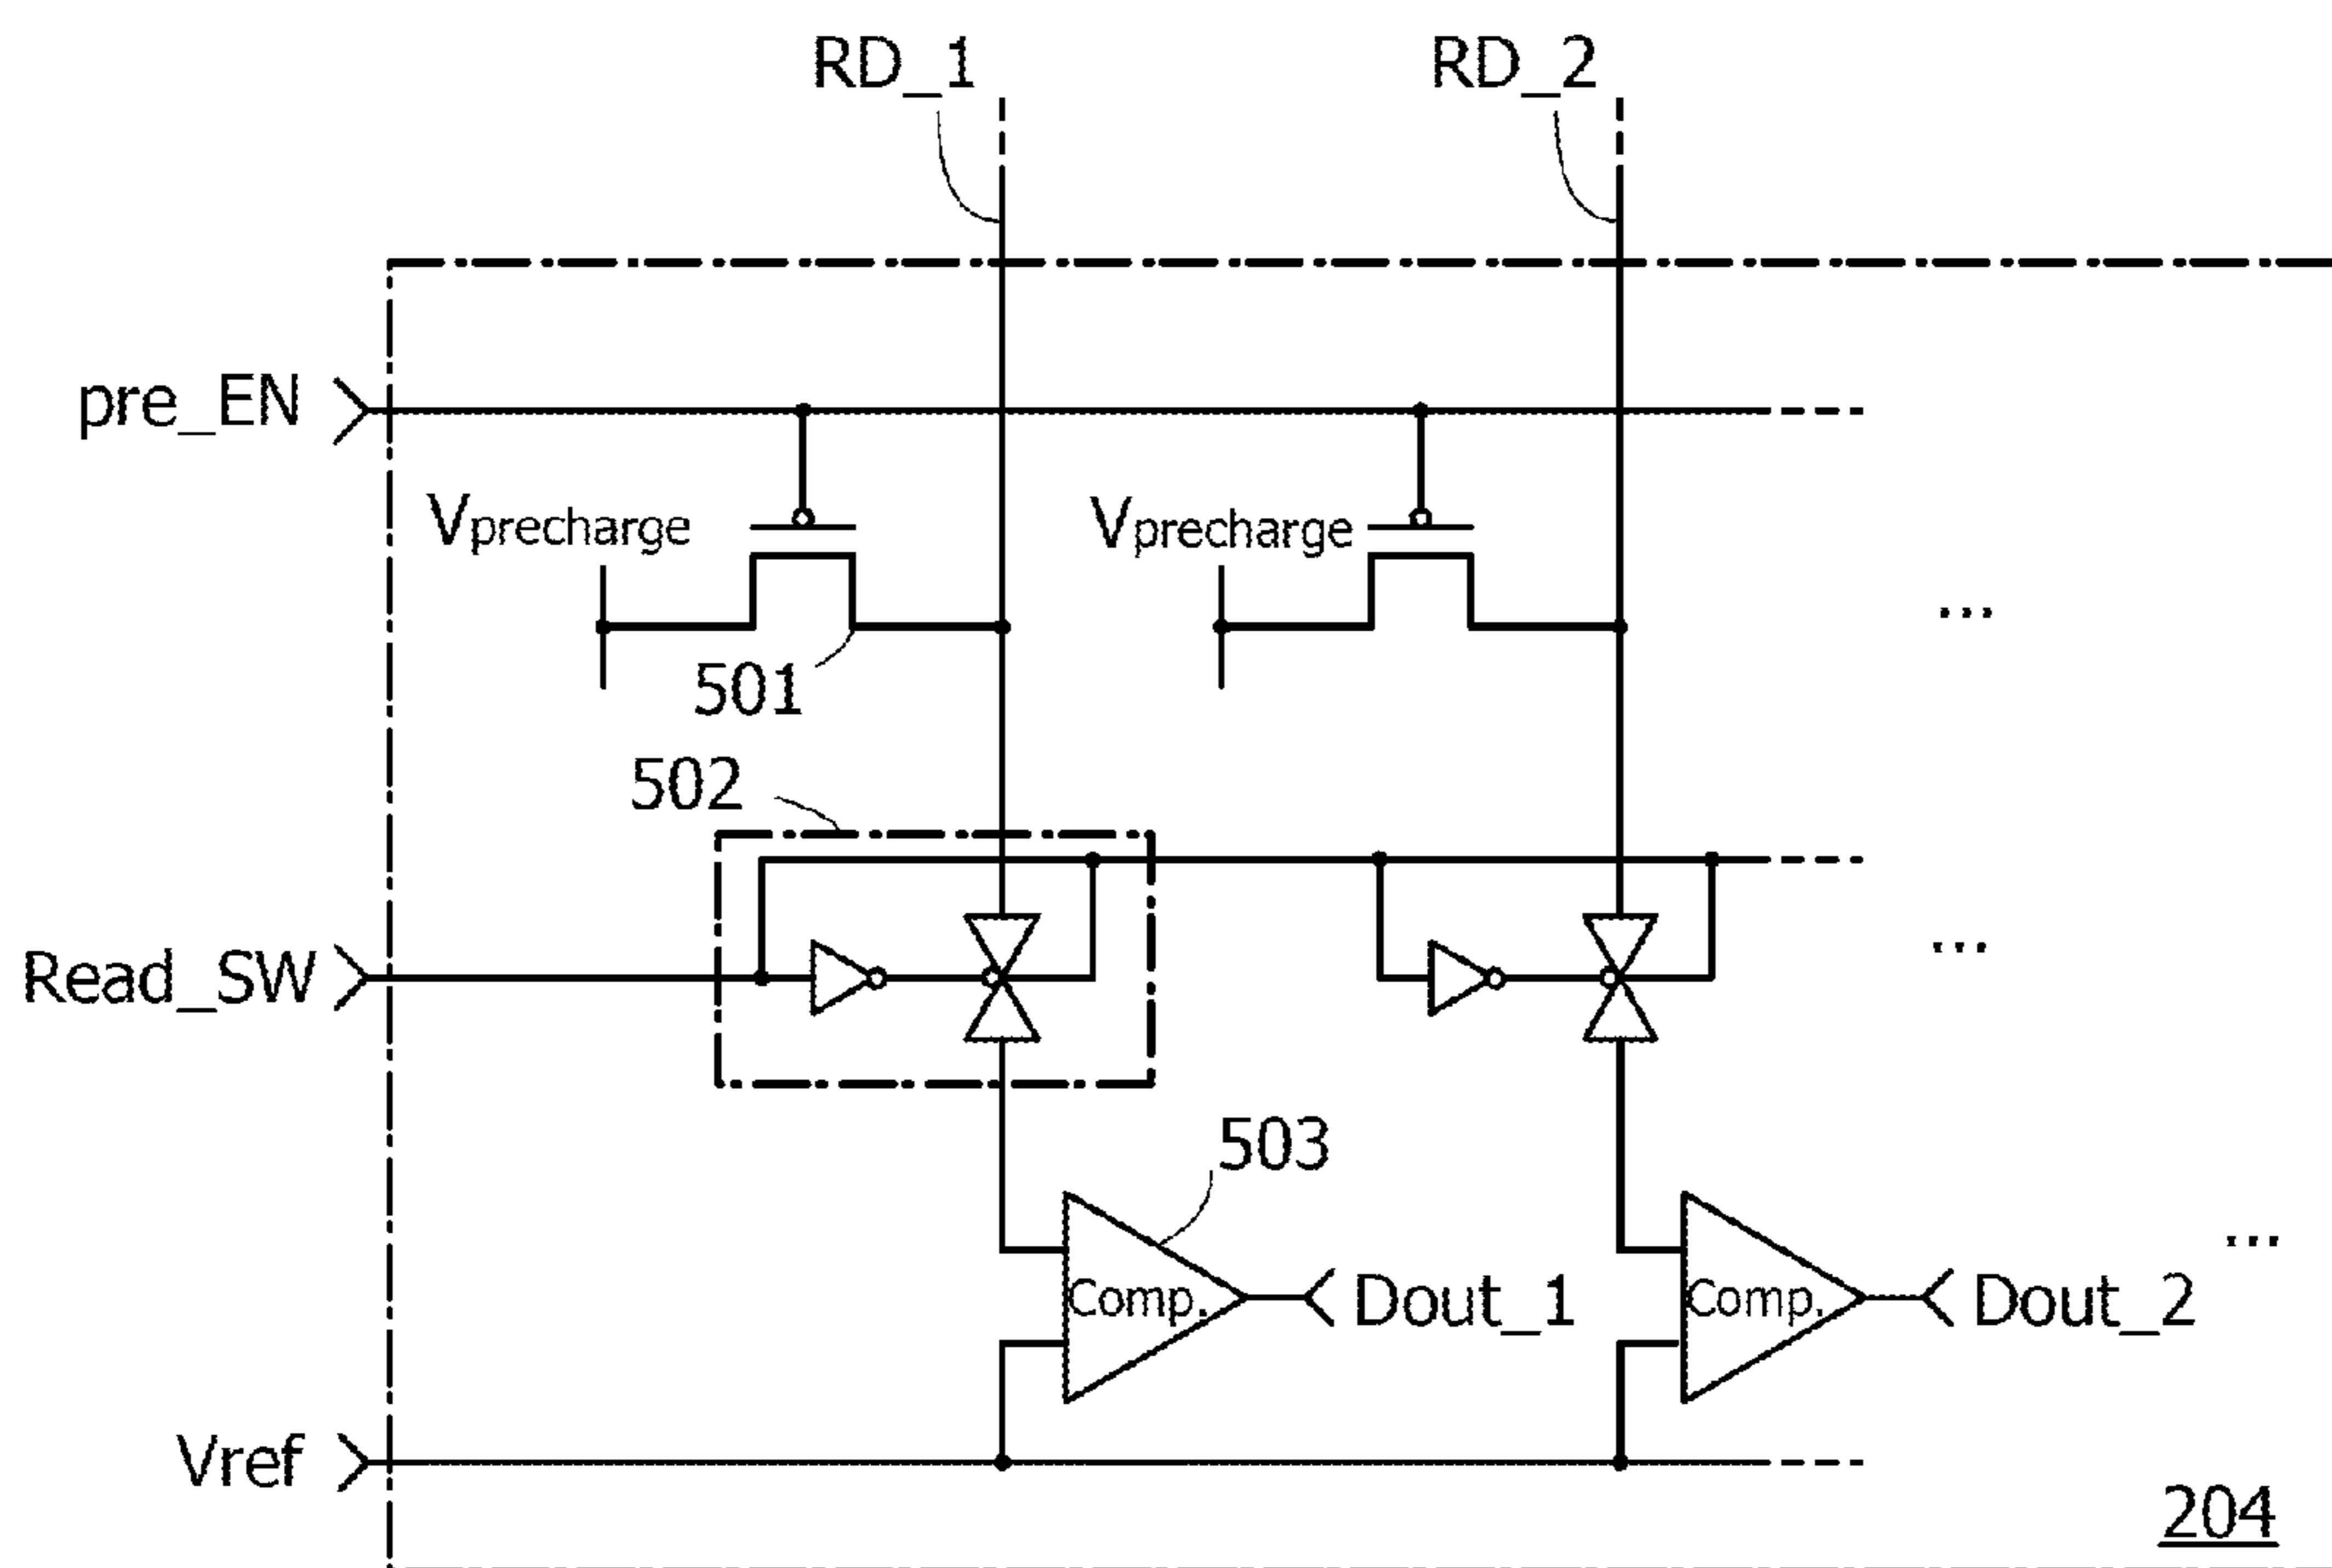 RD_1
RD_2
pre_EN
Vprecharge
Vprecharge
...
501
502
Read_SW
...
503
...
Comp.
Dout_1
Comp.
Dout_2
Vref
204